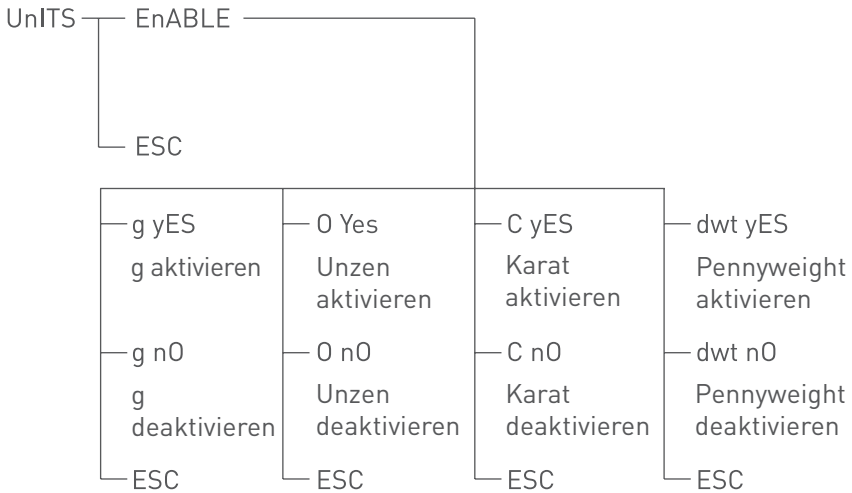 UnITS EnABLE
ESC
g yES
g aktivieren
g nO
g
deaktivieren
ESC
O Yes
Unzen
aktivieren
O nO
Unzen
deaktivieren
ESC
C yES
Karat
aktivieren
C nO
Karat
deaktivieren
ESC
dwt yES
Pennyweight
aktivieren
dwt nO
Pennyweight
deaktivieren
ESC